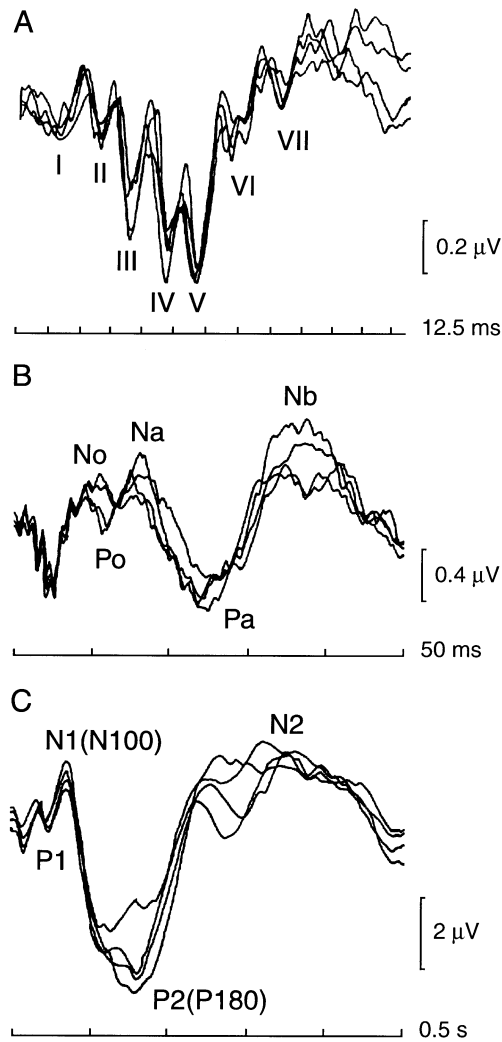 A
I
II
III
IV
V
VI
VII
0.2 μV
12.5 ms
B
No
Na
Nb
Po
Pa
0.4 μV
50 ms
C
N1(N100)
N2
P1
P2(P180)
2 μV
0.5 s